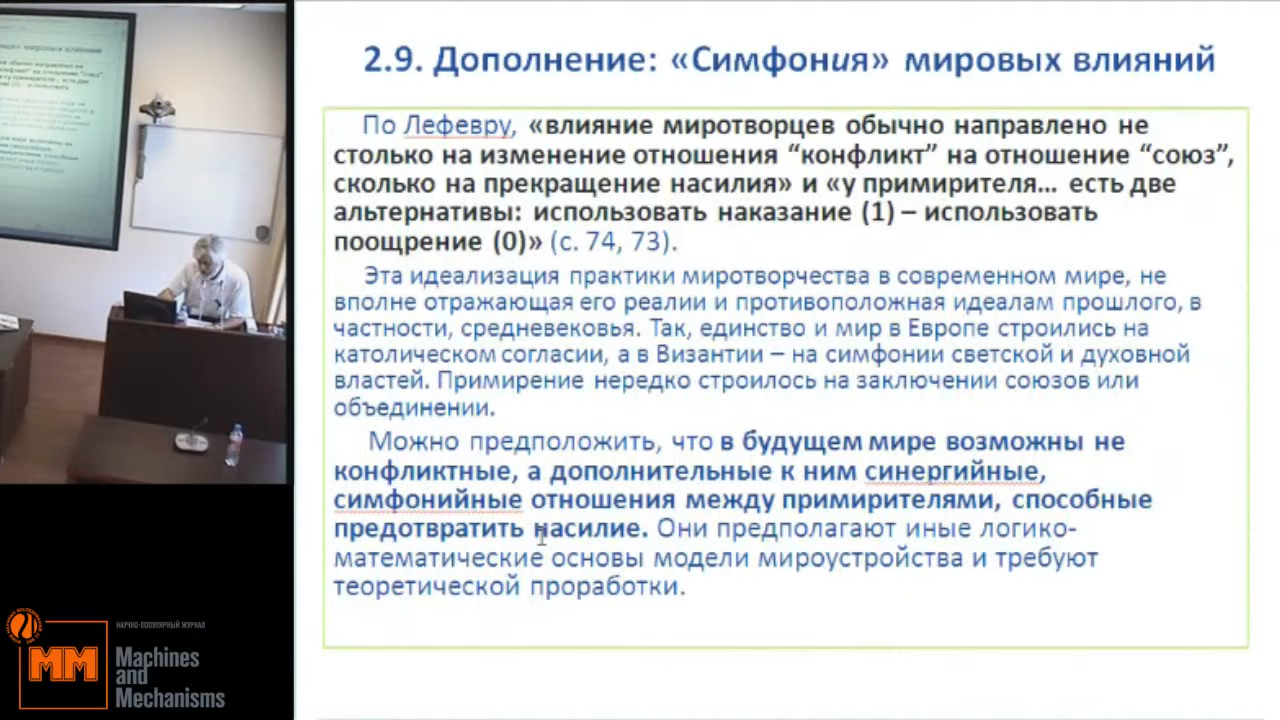 2.9. Дополнение: «Симфония» мировых влияний
По Лефевру, «влияние миротворцев обычно направлено не
столько на изменение отношения “конфликт” на отношение “союз”,
сколько на прекращение насилия» и «у примирителя… есть две
альтернативы: использовать наказание (1) – использовать
поощрение (0)» (с. 74, 73).
Эта идеализация практики миротворчества в современном мире, не
вполне отражающая его реалии и противоположная идеалам прошлого, в
частности, средневековья. Так, единство и мир в Европе строились на
католическом согласии, а в Византии – на симфонии светской и духовной
властей. Примирение нередко строилось на заключении союзов или
объединении.
Можно предположить, что в будущем мире возможны не
конфликтные, а дополнительные к ним синергийные,
симфонийные отношения между примирителями, способные
предотвратить насилие. Они предполагают иные логико-
математические основы модели мироустройства и требуют
теоретической проработки.
НАУЧНО-ПОПУЛЯРНЫЙ ЖУРНАЛ
ММ
Machines
and
Mechanisms